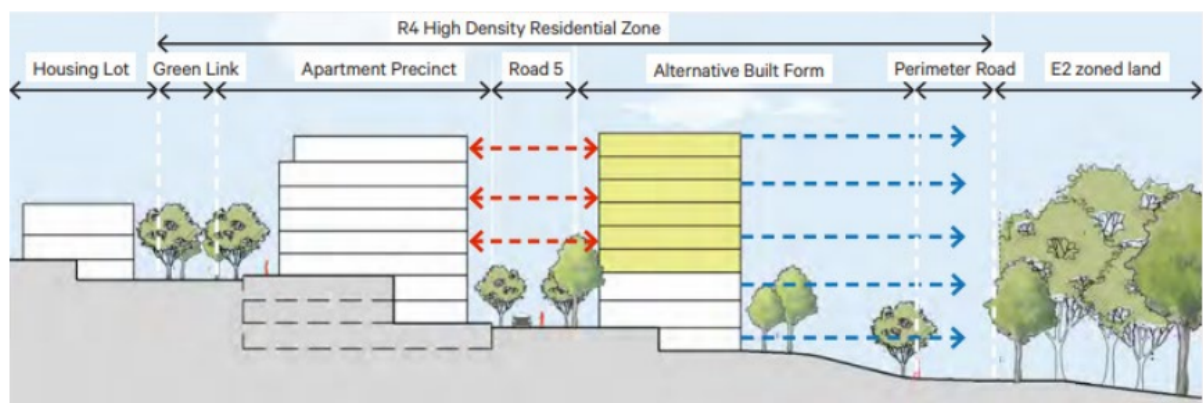 R4 High Density Residential Zone
Housing Lot Green Link Apartment Precinct Road 5 Alternative Built Form Perimeter Road E2 zoned land